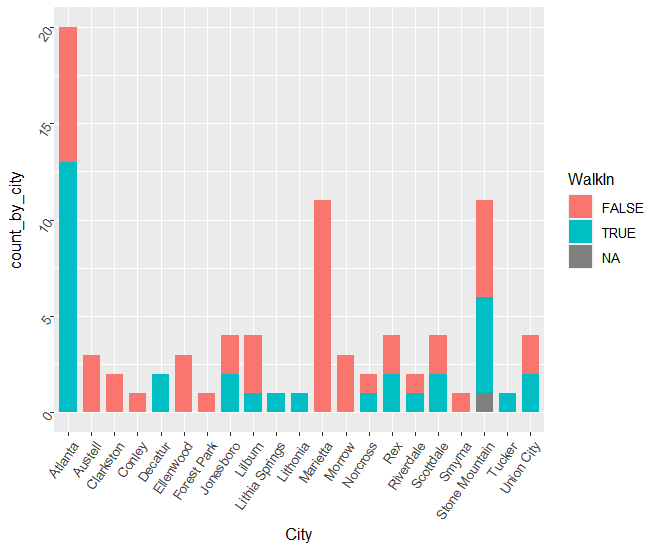 count_by_city
20
15
10
5
0
Atlanta
Austell
Clarkston
Conley
Decatur
Ellenwood
Forest Park
Jonesboro
Lilburn
Lithia Springs
Lithonia
Marietta
Morrow
Norcross
Rex
Riverdale
Scottdale
Smyrna
Stone Mountain
Tucker
Union City
City
WalkIn
FALSE
TRUE
NA